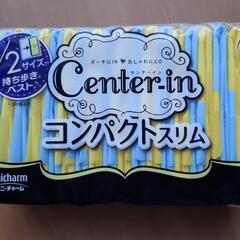 ポーチにIN おしゃれにGO
Center-in
センターイン
コンパクトスリム
1/2サイズで
持ち歩き
ベスト
unicharm
ユニ・チャーム